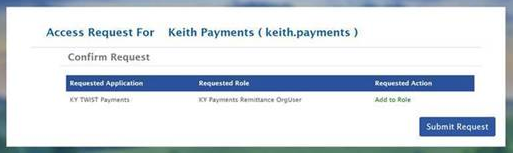 Access Request For Keith Payments ( keith.payments )
Confirm Request
Requested Application Requested Role Requested Action
KY TWIST Payments KY Payments Remittance OrgUser Add to Role
Submit Request